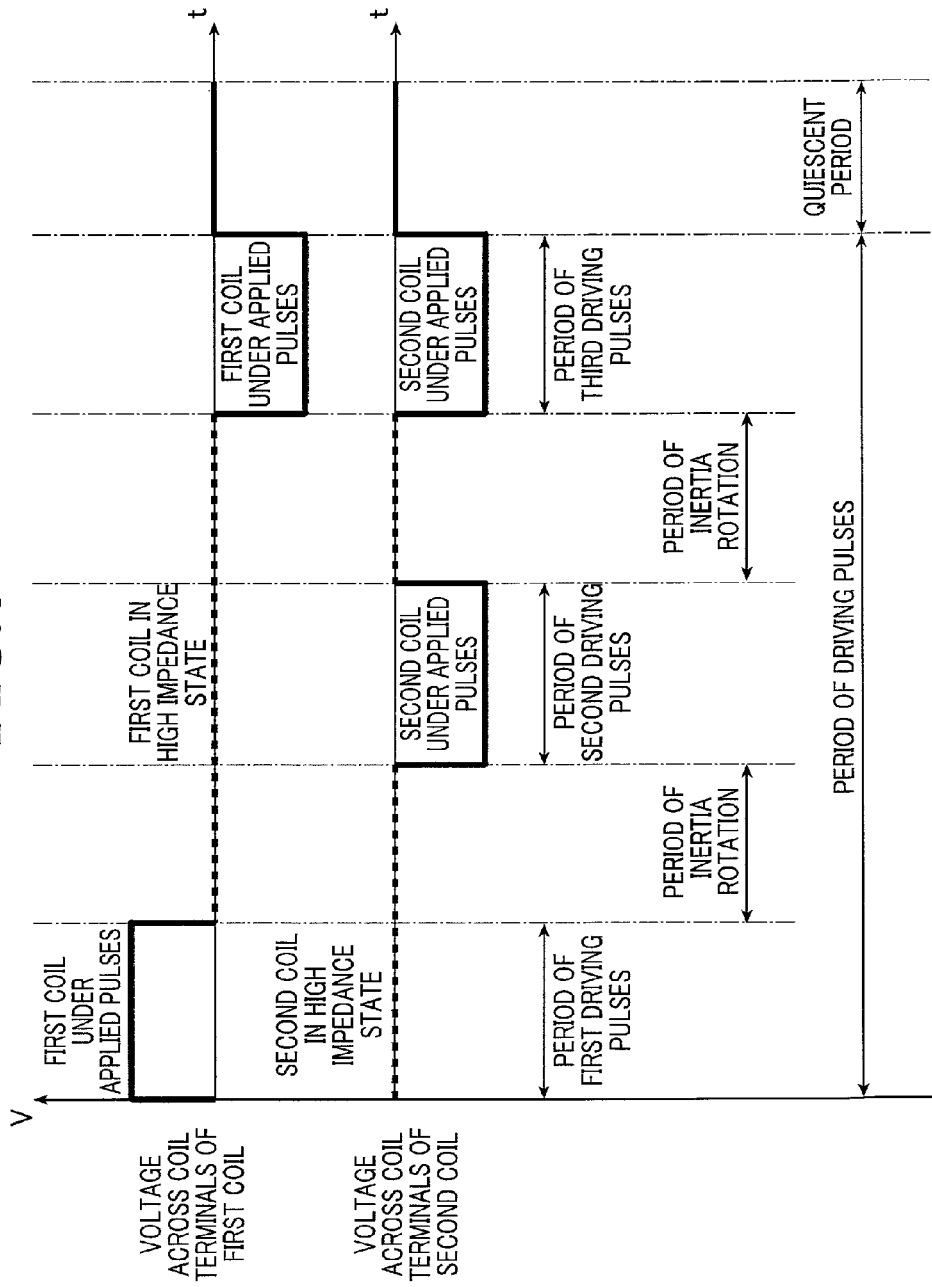 V
FIRST COIL
UNDER
APPLIED PULSES
VOLTAGE
ACROSS COIL
TERMINALS OF
FIRST COIL
FIRST COIL IN
HIGH IMPEDANCE
STATE
FIRST COIL
UNDER APPLIED
PULSES
t
VOLTAGE
ACROSS COIL
TERMINALS OF
SECOND COIL
SECOND COIL
IN HIGH
IMPEDANCE
STATE
SECOND COIL
UNDER APPLIED
PULSES
SECOND COIL
UNDER APPLIED
PULSES
t
PERIOD OF
FIRST DRIVING
PULSES
PERIOD OF
SECOND DRIVING
PULSES
PERIOD OF
THIRD DRIVING
PULSES
PERIOD OF
INERTIA
ROTATION
PERIOD OF
INERTIA
ROTATION
PERIOD OF DRIVING PULSES
QUIESCENT
PERIOD